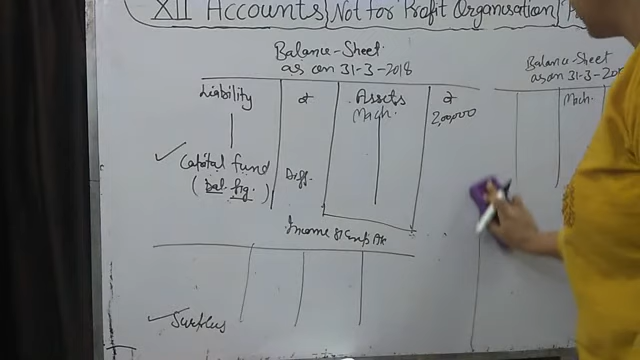 XII Accounts} Not for Profit Organisation}
Balance-Sheet
as on 31-3-2018
Liability ₹ Assets ₹
Mach. 2,00,000
Capital fund Diff.
(Bal. fig.)
Income & Exp. A/c
Surplus
Balance-Sheet
as on 31-3-20
Mach.